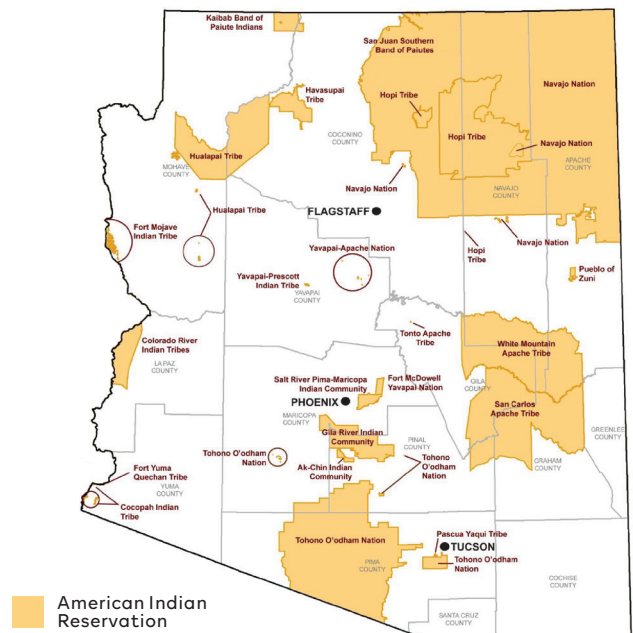 Kaibab Band of
Paiute Indians
San Juan Southern
Band of Paiutes
Havasupai
Tribe
Hopi Tribe
Navajo Nation
Hopi Tribe
Navajo Nation
COCONINO
COUNTY
Hualapai Tribe
MOHAVE
COUNTY
APACHE
COUNTY
Navajo Nation
NAVAJO
COUNTY
Hualapai Tribe
FLAGSTAFF
Fort Mojave
Indian Tribe
Yavapai-Apache Nation
Hopi
Tribe
Navajo
Nation
Yavapai-Prescott
Indian Tribe
YAVAPAI
COUNTY
Pueblo of
Zuni
Tonto Apache
Tribe
Colorado River
Indian Tribes
LA PAZ
COUNTY
White Mountain
Apache Tribe
Salt River Pima-Maricopa
Indian Community
Fort McDowell
Yavapai Nation
GILA
COUNTY
PHOENIX
San Carlos
Apache Tribe
MARICOPA
COUNTY
GREENLEE
COUNTY
Gila River Indian
Community
PINAL
COUNTY
Tohono O'odham
Nation
Tohono
O'odham
Nation
GRAHAM
COUNTY
Ak-Chin Indian
Community
Fort Yuma
Quechan Tribe
YUMA
COUNTY
Cocopah Indian
Tribe
Pascua Yaqui Tribe
Tohono O'odham Nation
TUCSON
PIMA
COUNTY
Tohono O'odham
Nation
COCHISE
COUNTY
SANTA CRUZ
COUNTY
American Indian
Reservation